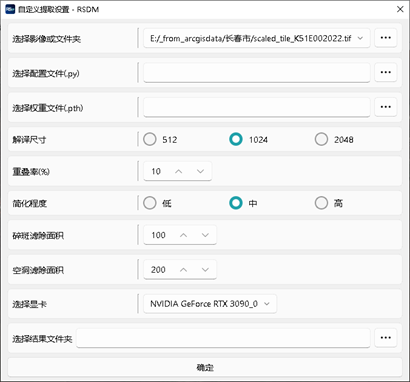 自定义提取设置 - RSDM
选择影像或文件夹 E:/_from_arcgisdata/长春市/scaled_tile_K51E002022.tif
选择配置文件(.py)
选择权重文件(.pth)
解译尺寸 512 1024 2048
重叠率(%) 10
简化程度 低 中 高
碎斑滤除面积 100
空洞滤除面积 200
选择显卡 NVIDIA GeForce RTX 3090_0
选择结果文件夹
确定